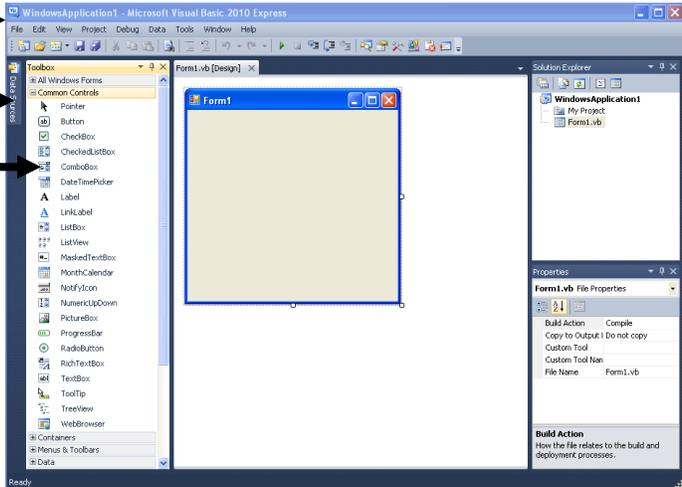 WindowsApplication1 - Microsoft Visual Basic 2010 Express
File Edit View Project Debug Data Tools Window Help
Data Sources
Toolbox
All Windows Forms
Common Controls
Pointer
Button
CheckBox
CheckedListBox
ComboBox
DateTimePicker
A Label
A LinkLabel
ListBox
ListView
MaskedTextBox
MonthCalendar
NotifyIcon
NumericUpDown
PictureBox
ProgressBar
RadioButton
RichTextBox
TextBox
ToolTip
TreeView
WebBrowser
Containers
Menus & Toolbars
Data
Form1.vb [Design]
Form1
Solution Explorer
WindowsApplication1
My Project
Form1.vb
Properties
Form1.vb File Properties
Build Action Compile
Copy to Output Do not copy
Custom Tool
Custom Tool Nan
File Name Form1.vb
Build Action
How the file relates to the build and
deployment processes.
Ready